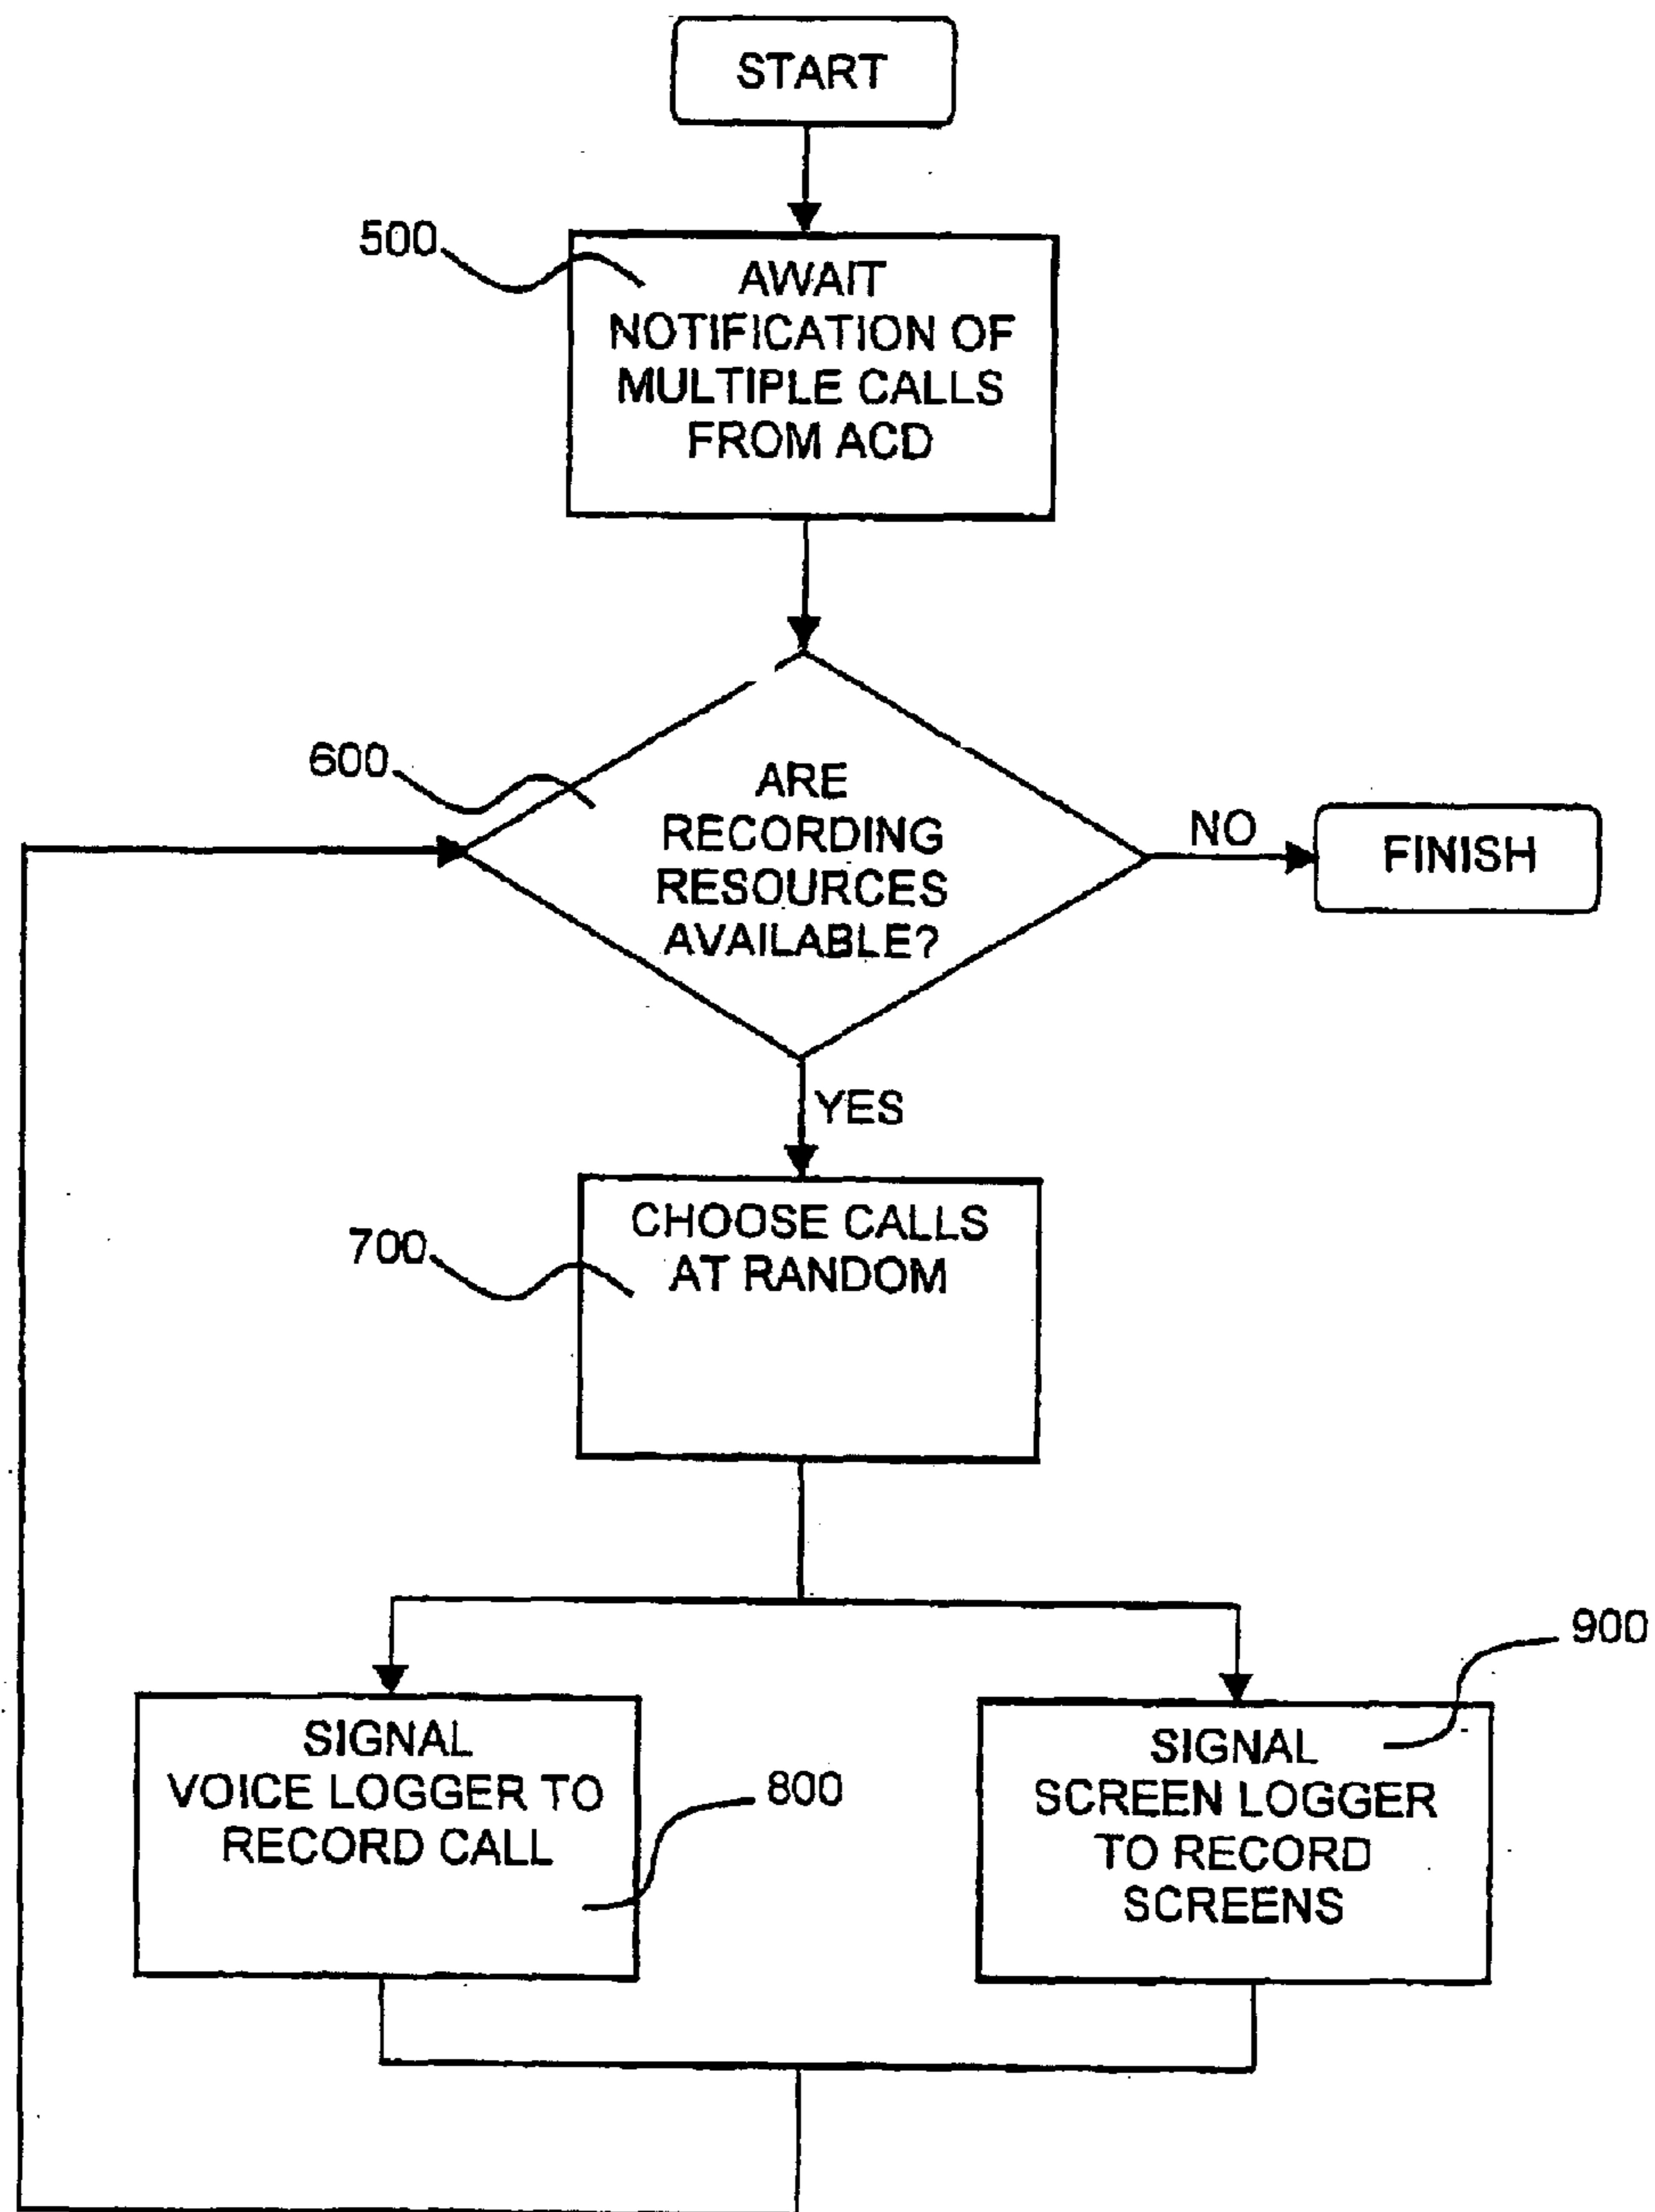 START
500
AWAIT
NOTIFICATION OF
MULTIPLE CALLS
FROM ACD
600
ARE
RECORDING
RESOURCES
AVAILABLE?
NO
FINISH
YES
700
CHOOSE CALLS
AT RANDOM
900
SIGNAL
VOICE LOGGER TO
RECORD CALL
800
SIGNAL
SCREEN LOGGER
TO RECORD
SCREENS